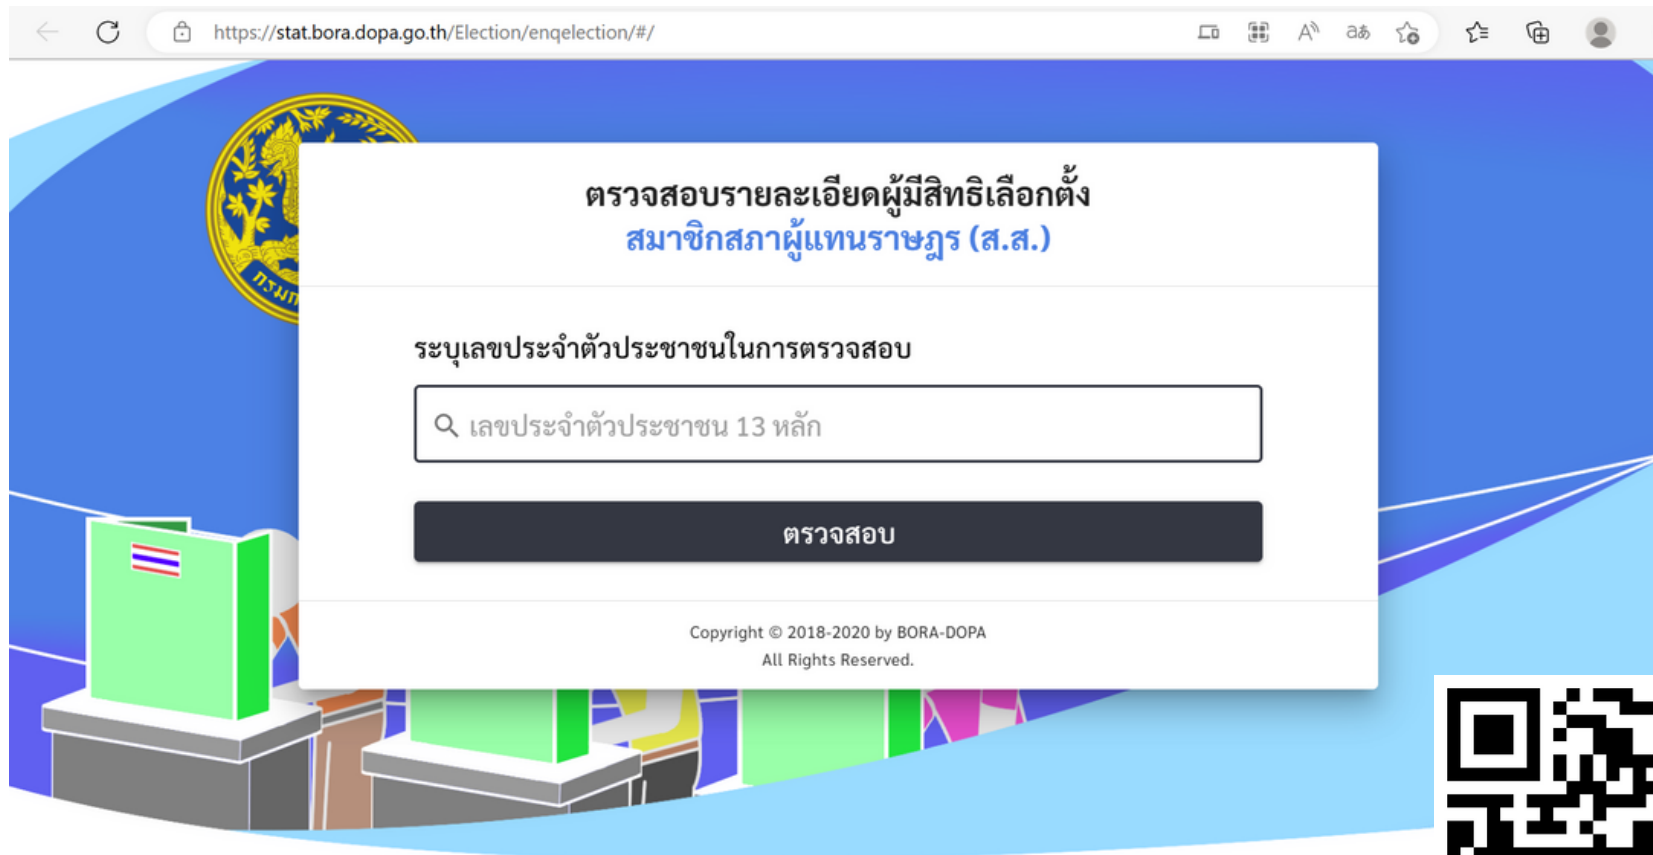 https://stat.bora.dopa.go.th/Election/enqelection/#/
ตรวจสอบรายละเอียดผู้มีสิทธิเลือกตั้ง
สมาชิกสภาผู้แทนราษฎร (ส.ส.)
ระบุเลขประจำตัวประชาชนในการตรวจสอบ
เลขประจำตัวประชาชน 13 หลัก
ตรวจสอบ
Copyright © 2018-2020 by BORA-DOPA
All Rights Reserved.